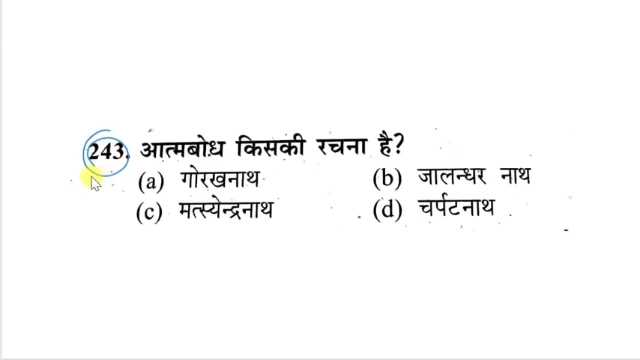 243. आत्मबोध किसकी रचना है?
(a) गोरखनाथ (b) जालन्धर नाथ
(c) मत्स्येन्द्रनाथ (d) चर्पटनाथ